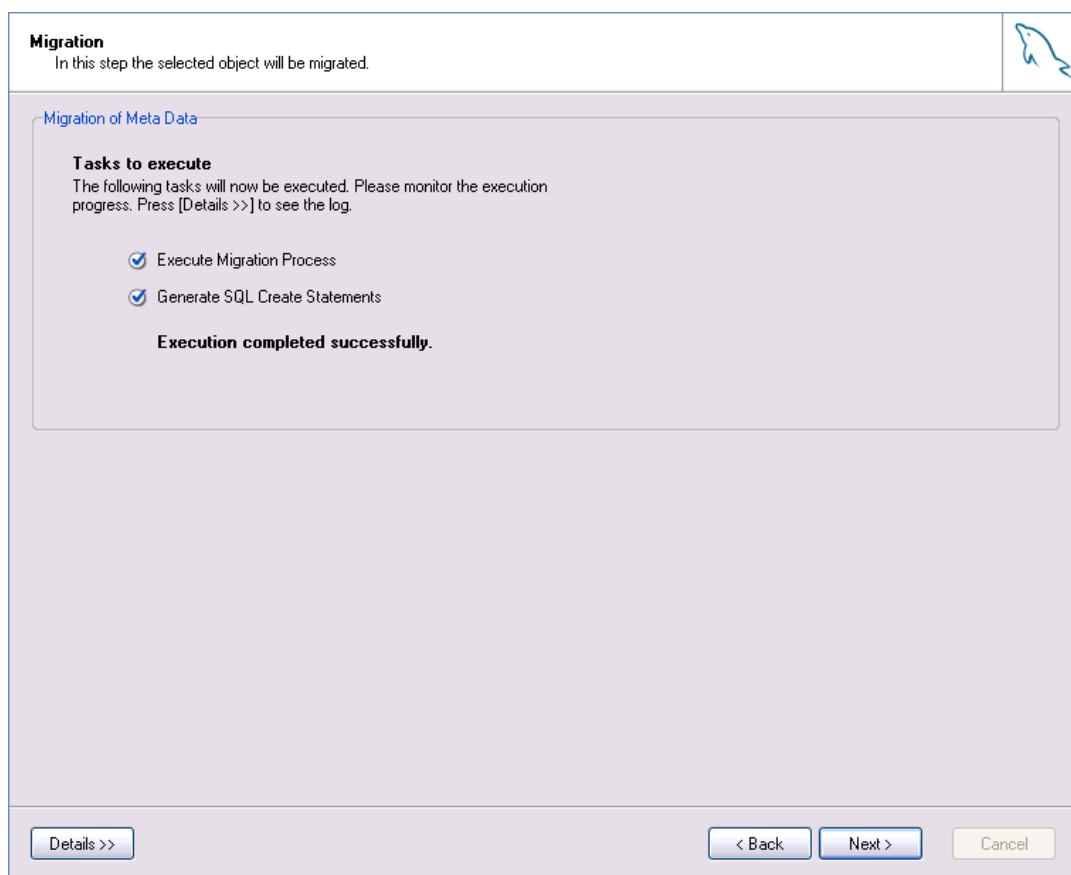 Migration
In this step the selected object will be migrated.
Migration of Meta Data
Tasks to execute
The following tasks will now be executed. Please monitor the execution
progress. Press [Details >>] to see the log.
Execute Migration Process
Generate SQL Create Statements
Execution completed successfully.
Details >>
< Back
Next >
Cancel